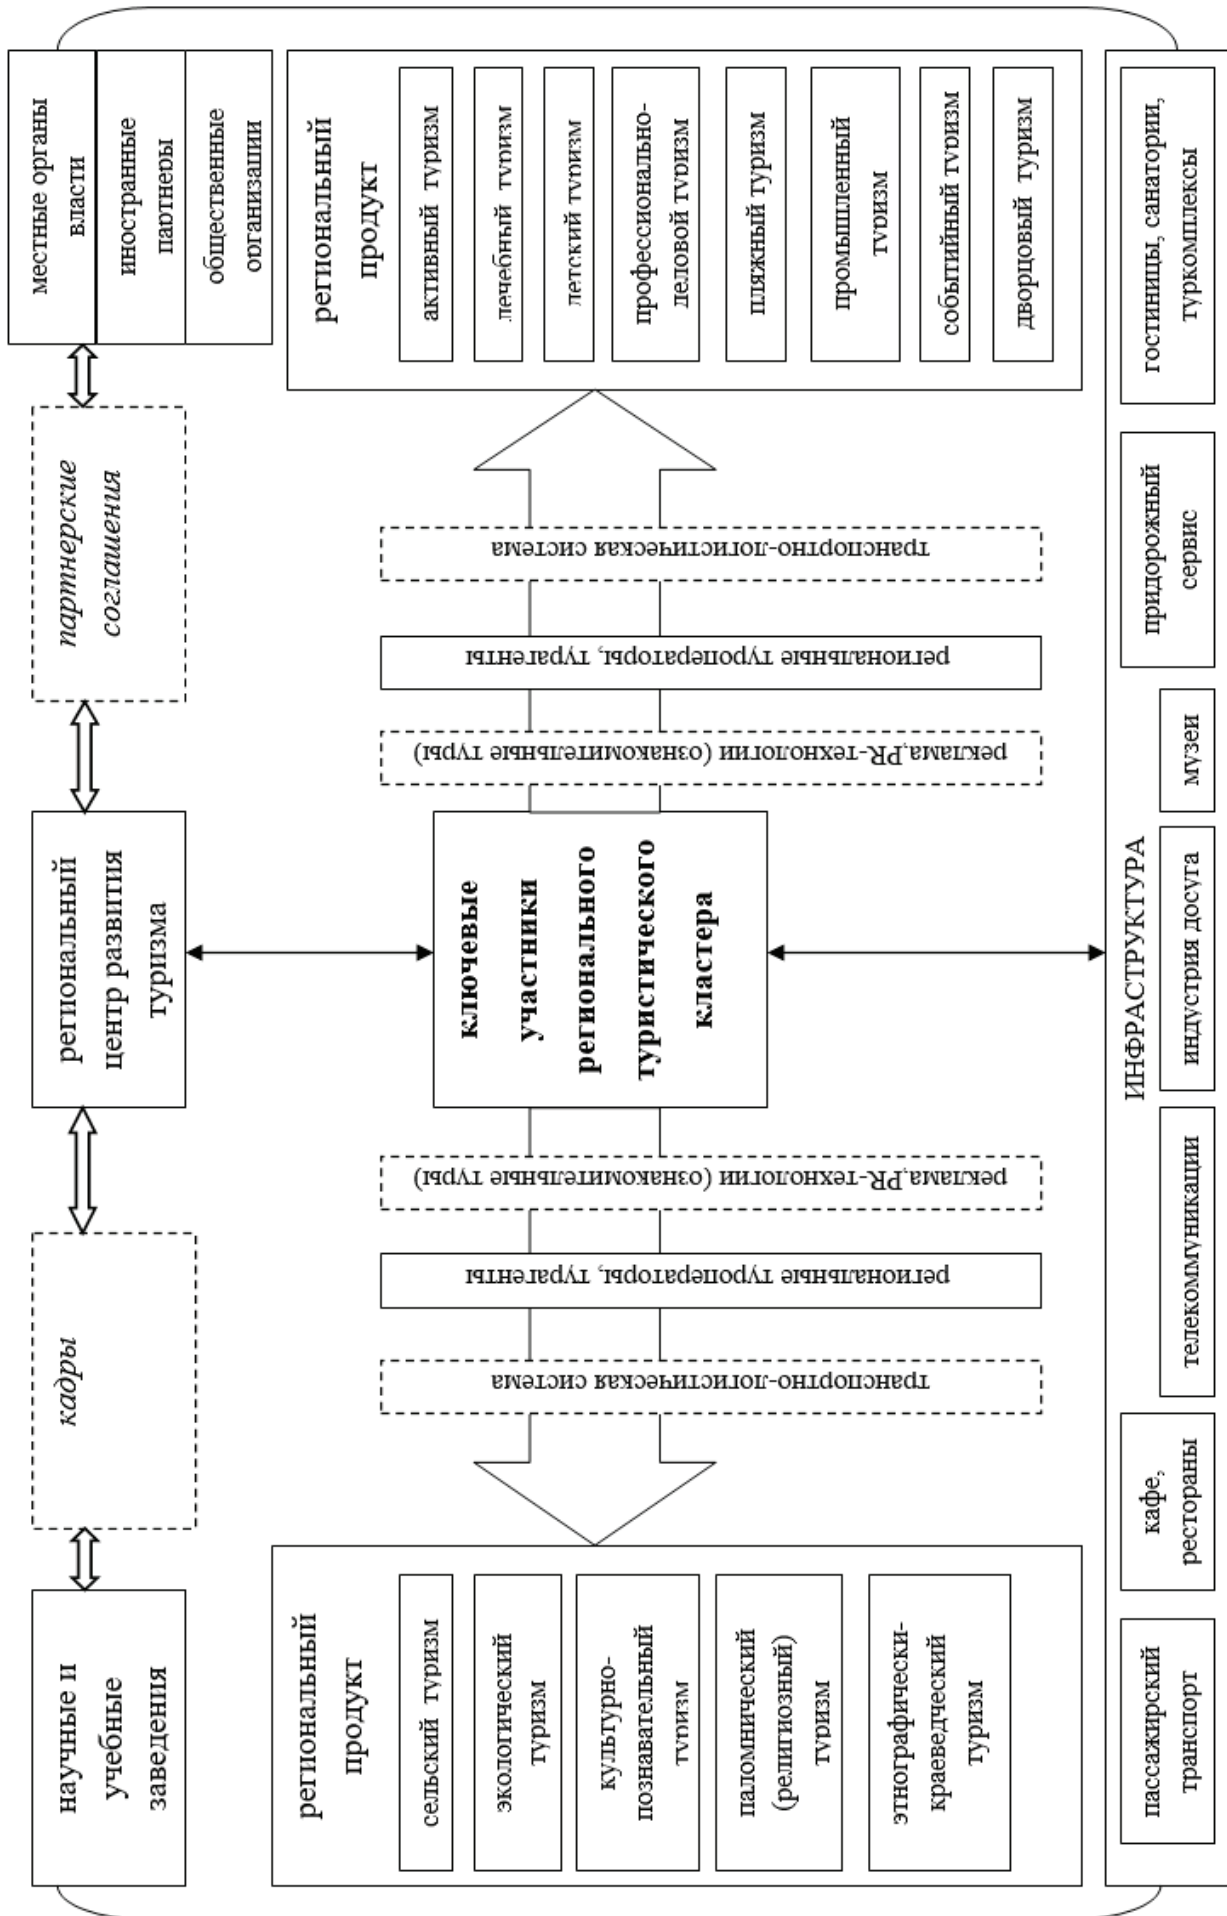 научные и
учебные
заведения
кадры
региональный
центр развития
туризма
партнерские
соглашения
местные органы
власти
иностранные
партнеры
общественные
организации
региональный
продукт
сельский туризм
экологический
туризм
культурно-
познавательный
туризм
паломнический
(религиозный)
туризм
этнографически-
краеведческий
туризм
транспортно-логистическая система
региональные туроператоры, турагенты
реклама,PR-технологии (ознакомительные туры)
ключевые
участники
регионального
туристического
кластера
реклама,PR-технологии (ознакомительные туры)
региональные туроператоры, турагенты
транспортно-логистическая система
региональный
продукт
активный туризм
лечебный туризм
детский туризм
профессионально-
деловой туризм
пляжный туризм
промышленный
туризм
событийный туризм
дворцовый туризм
ИНФРАСТРУКТУРА
пассажирский
транспорт
кафе,
рестораны
телекоммуникации
индустрия досуга
музеи
придорожный
сервис
гостиницы, санатории,
туркомплексы